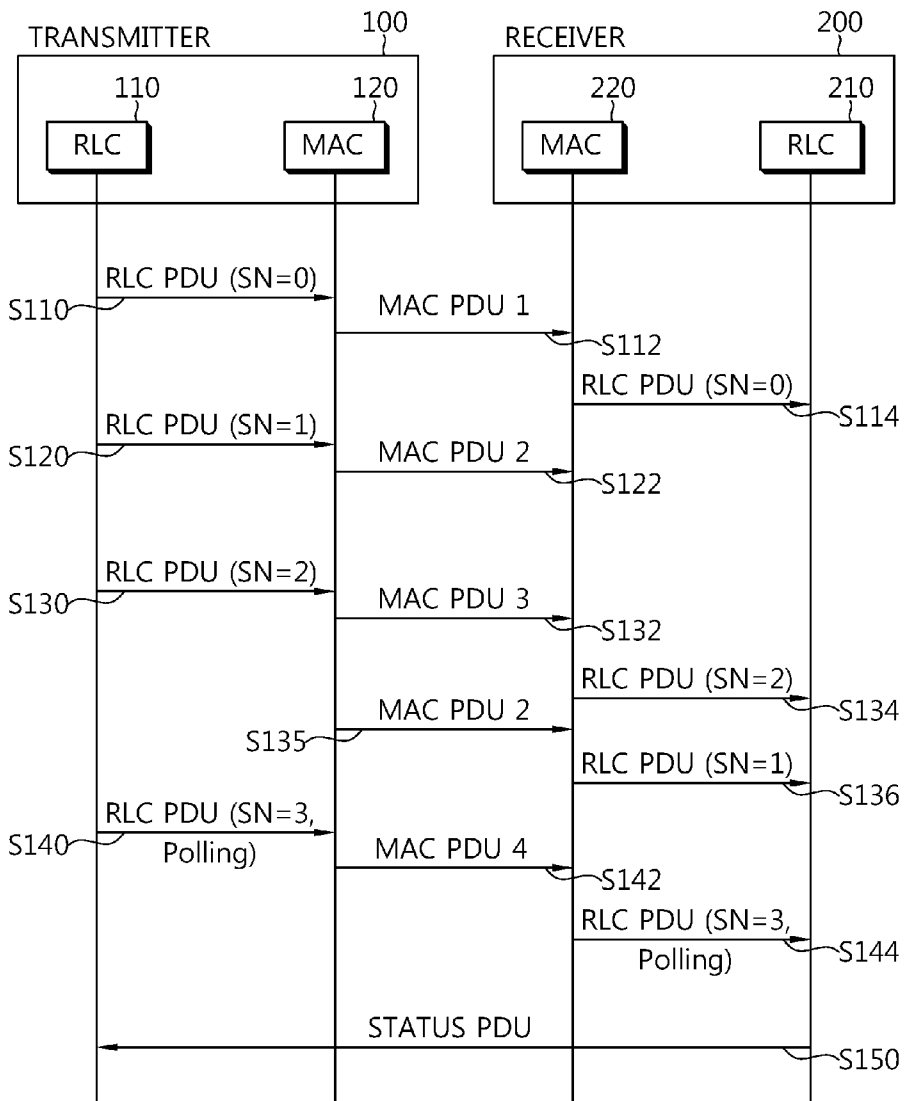 100
200
TRANSMITTER
RECEIVER
110
120
220
210
RLC
MAC
MAC
RLC
RLC PDU (SN=0)
S110
MAC PDU 1
S112
RLC PDU (SN=0)
S114
RLC PDU (SN=1)
S120
MAC PDU 2
S122
RLC PDU (SN=2)
S130
MAC PDU 3
S132
RLC PDU (SN=2)
S134
MAC PDU 2
S135
RLC PDU (SN=1)
S136
RLC PDU (SN=3,
Polling)
S140
MAC PDU 4
S142
RLC PDU (SN=3,
Polling)
S144
STATUS PDU
S150